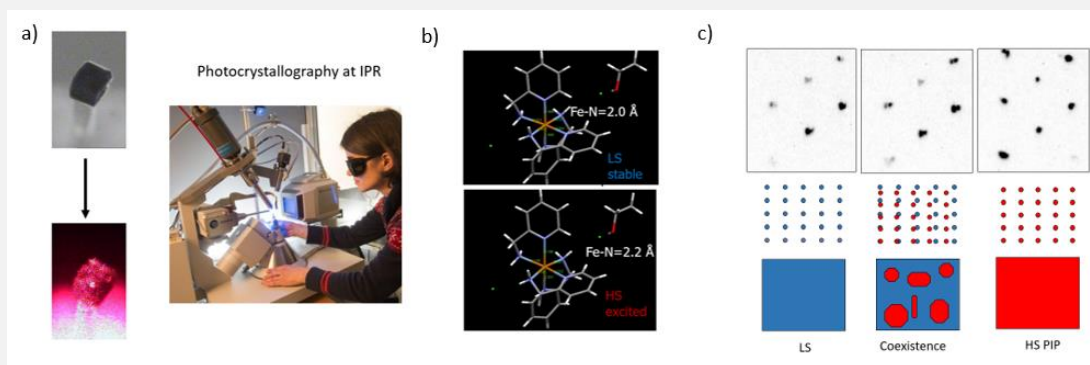 a)
Photocrystallography at IPR
b)
Fe-N=2.0 Å
LS
stable
Fe-N=2.2 Å
HS
excited
c)
LS
Coexistence
HS PIP